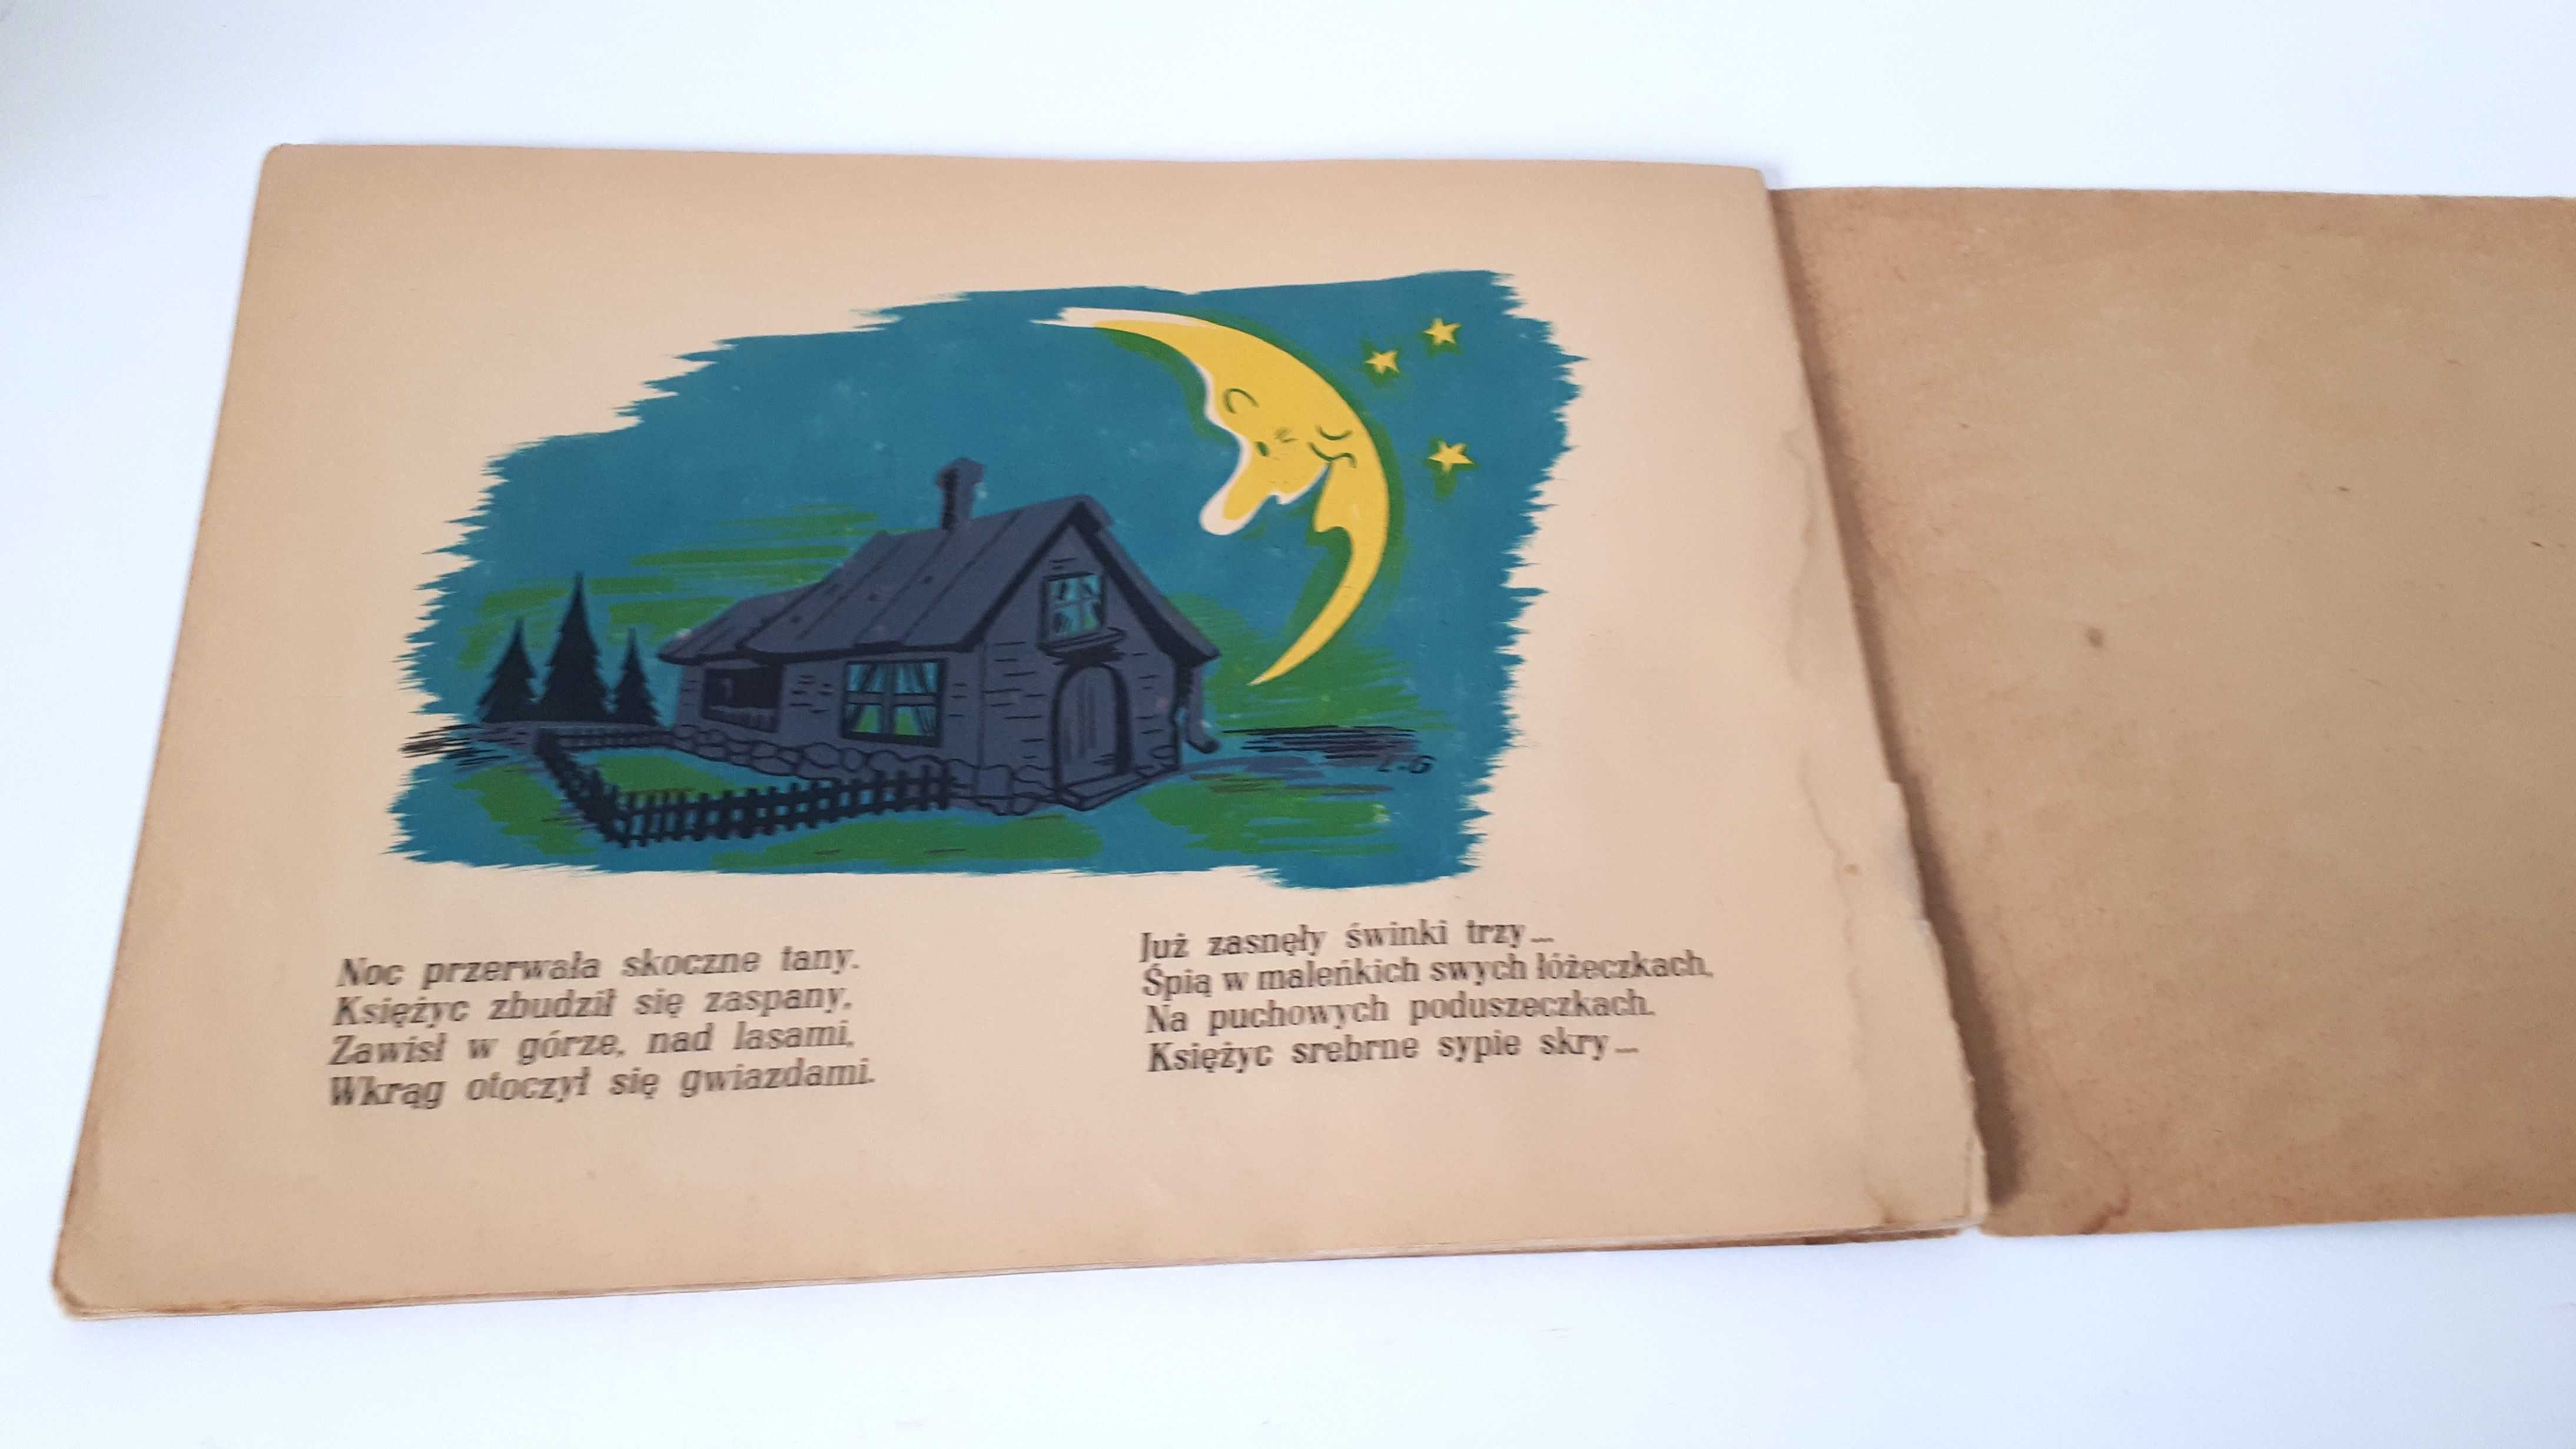 Noc przerwała skoczne tany.
Księżyc zbudził się zaspany,
Zawisł w górze, nad lasami,
Wkrąg otoczył się gwiazdami.
Już zasnęły świnki trzy...
Śpią w maleńkich swych łóżeczkach,
Na puchowych poduszeczkach.
Księżyc srebrne sypie skry...
L-G